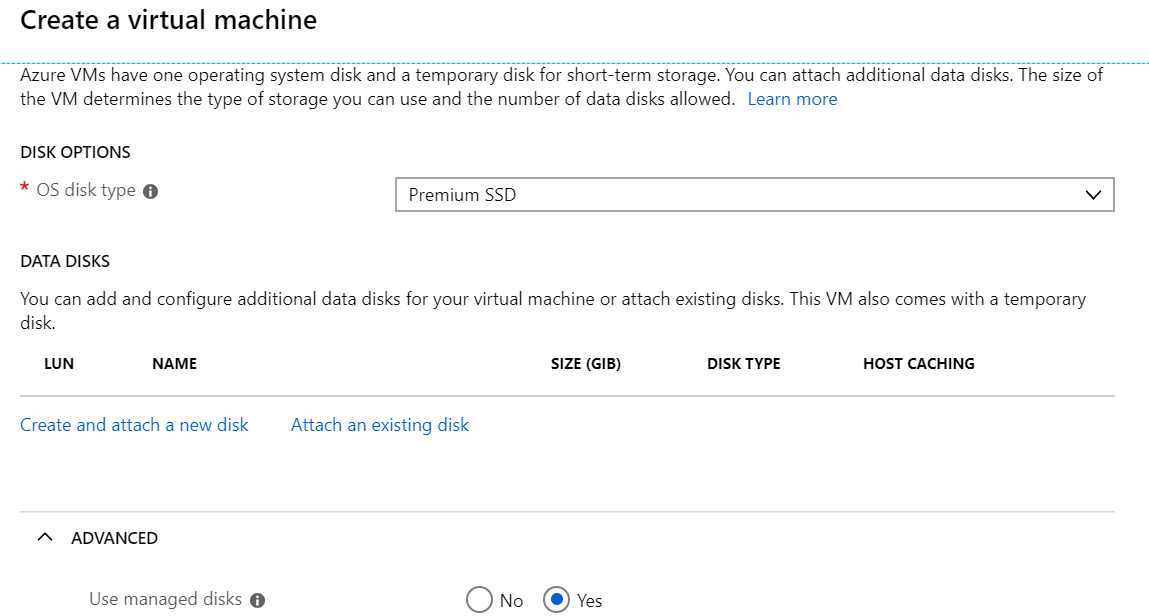 Create a virtual machine
Azure VMs have one operating system disk and a temporary disk for short-term storage. You can attach additional data disks. The size of
the VM determines the type of storage you can use and the number of data disks allowed. Learn more
DISK OPTIONS
* OS disk type
Premium SSD
DATA DISKS
You can add and configure additional data disks for your virtual machine or attach existing disks. This VM also comes with a temporary
disk.
LUN NAME SIZE (GIB) DISK TYPE HOST CACHING
Create and attach a new disk Attach an existing disk
ADVANCED
Use managed disks No Yes